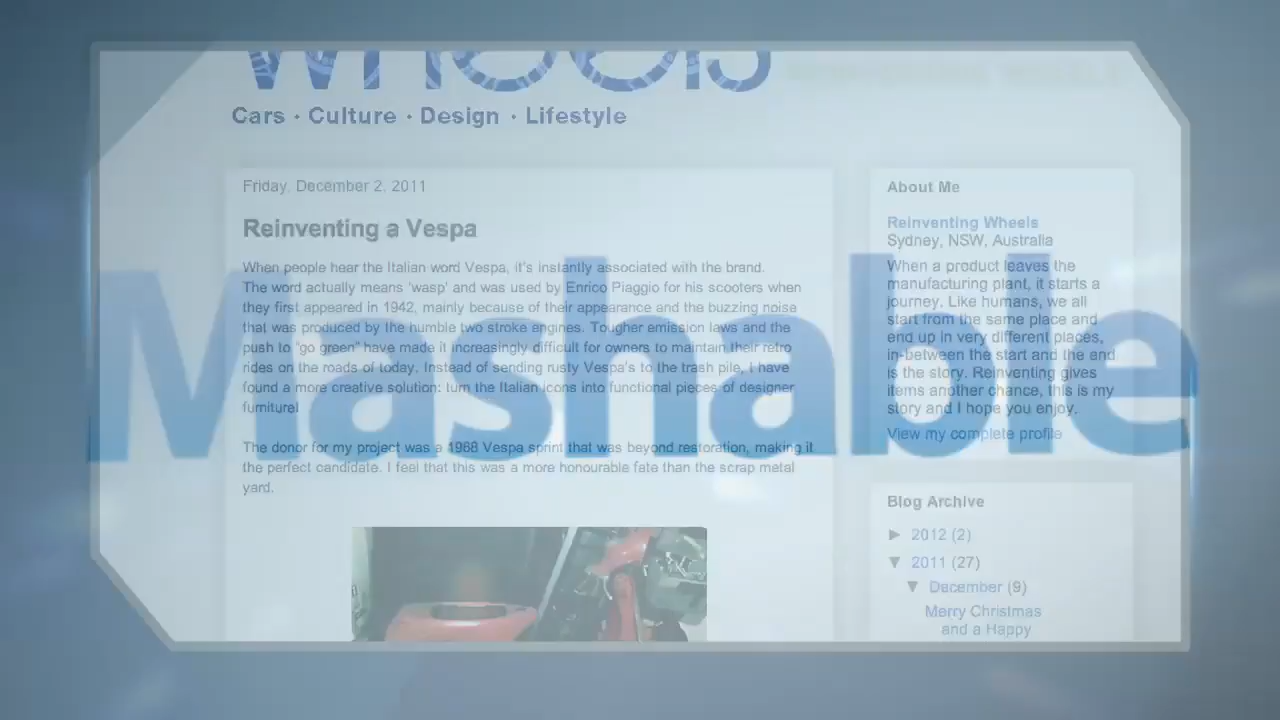 wheels
Cars · Culture · Design · Lifestyle
Friday, December 2, 2011
Reinventing a Vespa
When people hear the Italian word Vespa, it's instantly associated with the brand.
The word actually means 'wasp' and was used by Enrico Piaggio for his scooters when
they first appeared in 1942, mainly because of their appearance and the buzzing noise
that was produced by the humble two stroke engines. Tougher emission laws and the
push to "go green" have made it increasingly difficult for owners to maintain their retro
rides on the roads of today. Instead of sending rusty Vespa's to the trash pile, I have
found a more creative solution: turn the Italian icons into functional pieces of designer
furniture!
The donor for my project was a 1988 Vespa sprint that was beyond restoration, making it
the perfect candidate. I feel that this was a more honourable fate than the scrap metal
yard.
About Me
Reinventing Wheels
Sydney, NSW, Australia
When a product leaves the
manufacturing plant, it starts a
journey. Like humans, we all
start from the same place and
end up in very different places,
in-between the start and the end
is the story. Reinventing gives
items another chance, this is my
story and I hope you enjoy.
View my complete profile
Blog Archive
► 2012 (2)
▼ 2011 (27)
▼ December (9)
Merry Christmas
and a Happy
Mashable